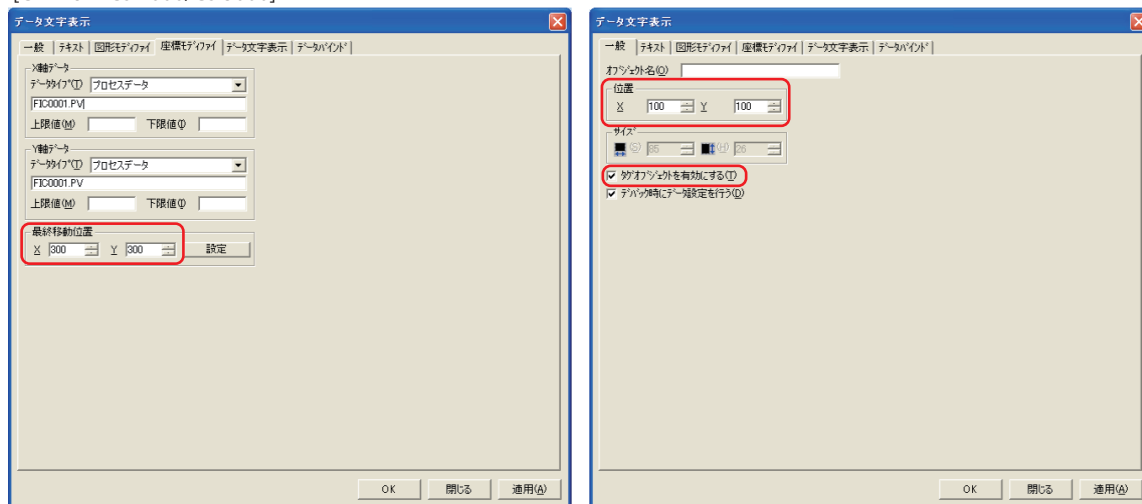 データ文字表示
一般 テキスト 図形モディファイ 座標モディファイ データ文字表示 データバインド
X軸データ
データタイプ(T) プロセスデータ
FIC0001.PV
上限値(M) 下限値(I)
Y軸データ
データタイプ(T) プロセスデータ
FIC0001.PV
上限値(M) 下限値(I)
最終移動位置
X 300 Y 300 設定
OK 閉じる 適用(A)
データ文字表示
一般 テキスト 図形モディファイ 座標モディファイ データ文字表示 データバインド
オブジェクト名(O)
位置
X 100 Y 100
サイズ
85 26
タグオブジェクトを有効にする(T)
デバック時にデータ設定を行う(D)
OK 閉じる 適用(A)